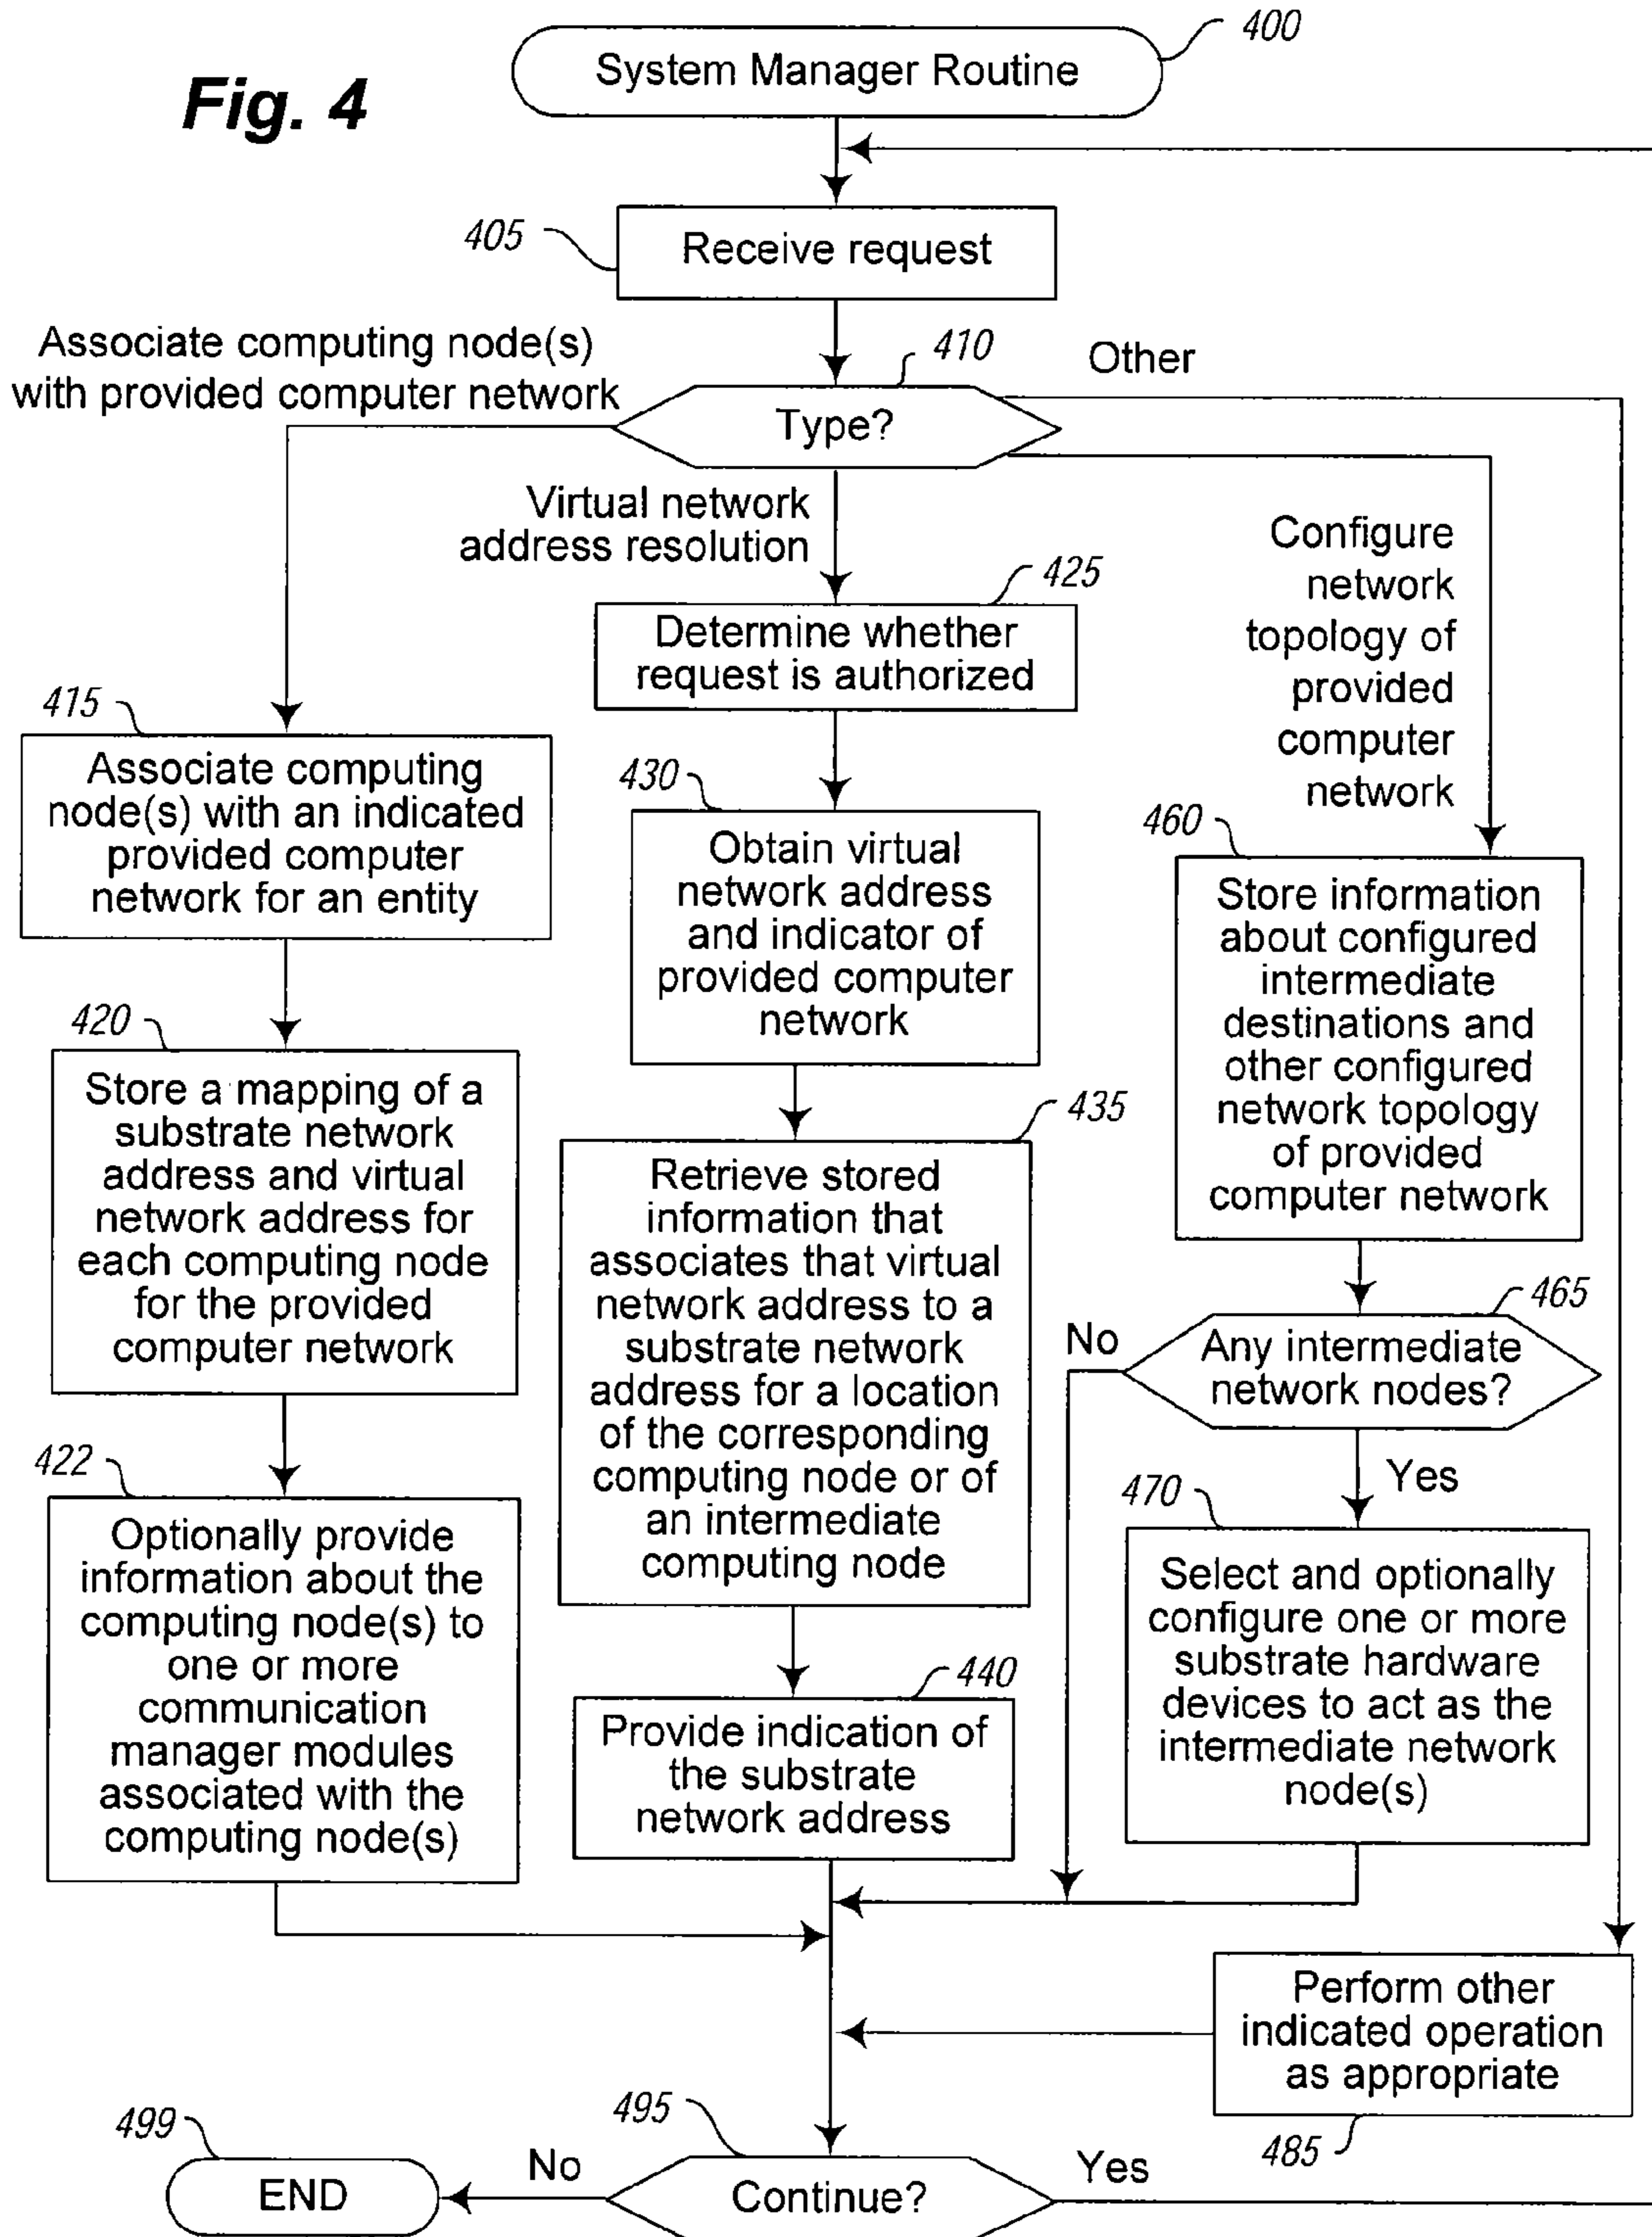 Fig. 4
400
System Manager Routine
405
Receive request
Associate computing node(s)
with provided computer network
410
Other
Type?
Virtual network
address resolution
Configure
network
topology of
provided
computer
network
425
Determine whether
request is authorized
415
Associate computing
node(s) with an indicated
provided computer
network for an entity
430
Obtain virtual
network address
and indicator of
provided computer
network
460
Store information
about configured
intermediate
destinations and
other configured
network topology
of provided
computer network
420
Store a mapping of a
substrate network
address and virtual
network address for
each computing node
for the provided
computer network
435
Retrieve stored
information that
associates that virtual
network address to a
substrate network
address for a location
of the corresponding
computing node or of
an intermediate
computing node
465
No
Any intermediate
network nodes?
Yes
422
Optionally provide
information about the
computing node(s) to
one or more
communication
manager modules
associated with the
computing node(s)
470
Select and optionally
configure one or more
substrate hardware
devices to act as the
intermediate network
node(s)
440
Provide indication of
the substrate
network address
Perform other
indicated operation
as appropriate
485
495
Continue?
Yes
No
499
END